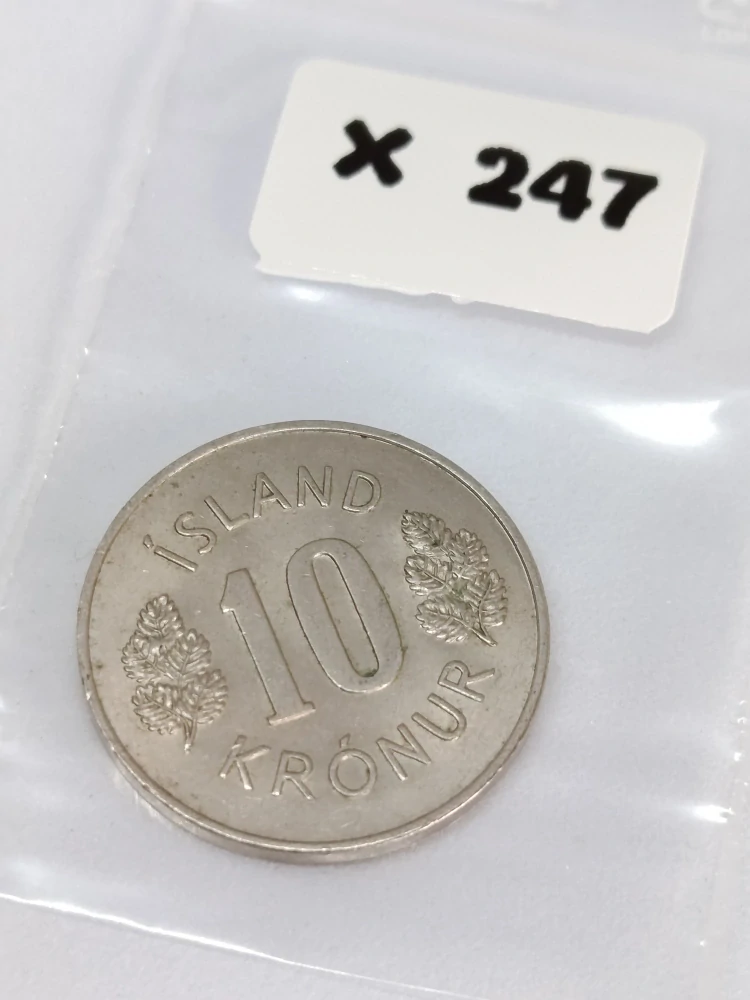 X 247
ÍSLAND
10
KRÓNUR